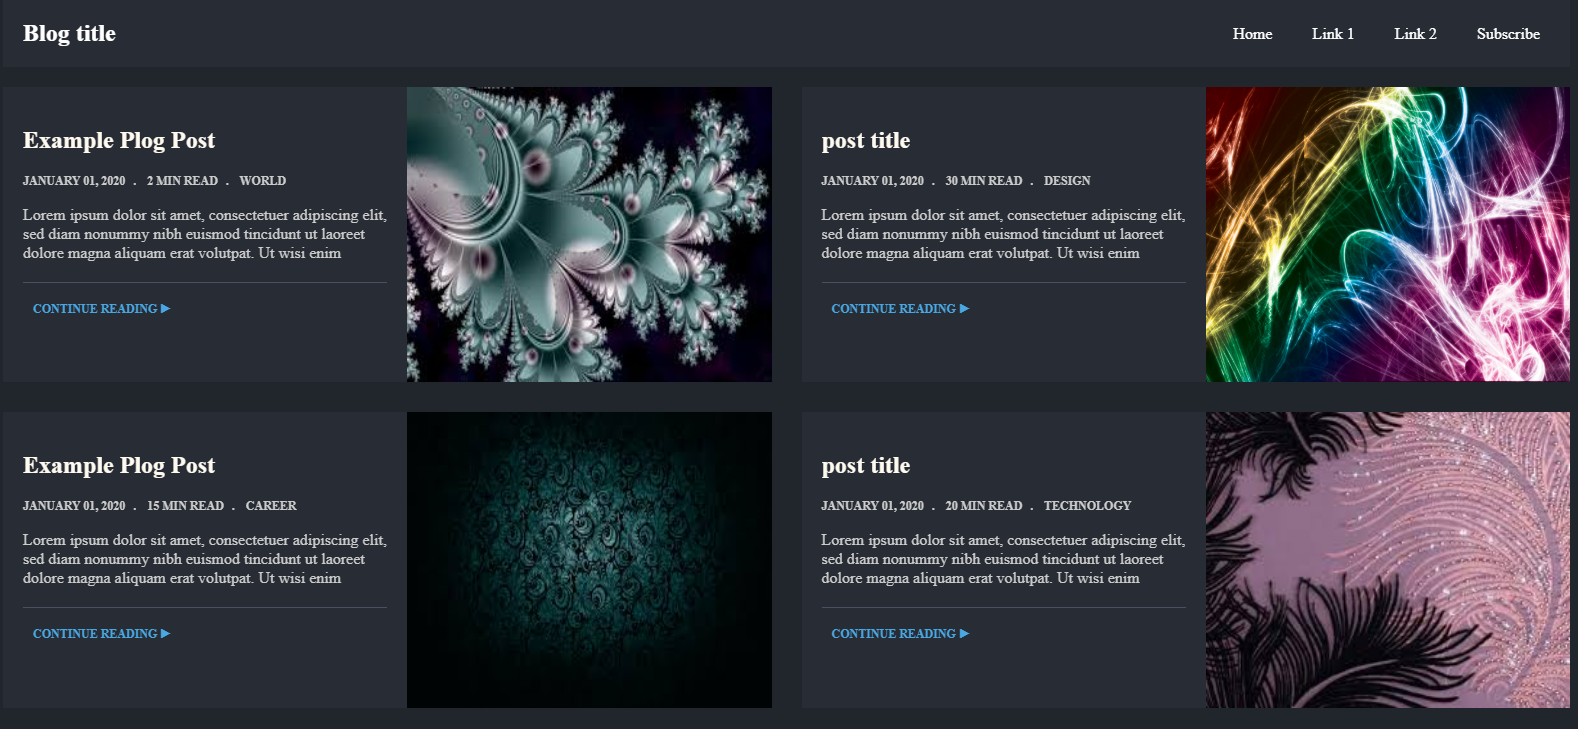 Blog title
Home Link 1 Link 2 Subscribe
Example Plog Post
JANUARY 01, 2020 . 2 MIN READ . WORLD
Lorem ipsum dolor sit amet, consectetuer adipiscing elit,
sed diam nonummy nibh euismod tincidunt ut laoreet
dolore magna aliquam erat volutpat. Ut wisi enim
CONTINUE READING ▶
post title
JANUARY 01, 2020 . 30 MIN READ . DESIGN
Lorem ipsum dolor sit amet, consectetuer adipiscing elit,
sed diam nonummy nibh euismod tincidunt ut laoreet
dolore magna aliquam erat volutpat. Ut wisi enim
CONTINUE READING ▶
Example Plog Post
JANUARY 01, 2020 . 15 MIN READ . CAREER
Lorem ipsum dolor sit amet, consectetuer adipiscing elit,
sed diam nonummy nibh euismod tincidunt ut laoreet
dolore magna aliquam erat volutpat. Ut wisi enim
CONTINUE READING ▶
post title
JANUARY 01, 2020 . 20 MIN READ . TECHNOLOGY
Lorem ipsum dolor sit amet, consectetuer adipiscing elit,
sed diam nonummy nibh euismod tincidunt ut laoreet
dolore magna aliquam erat volutpat. Ut wisi enim
CONTINUE READING ▶